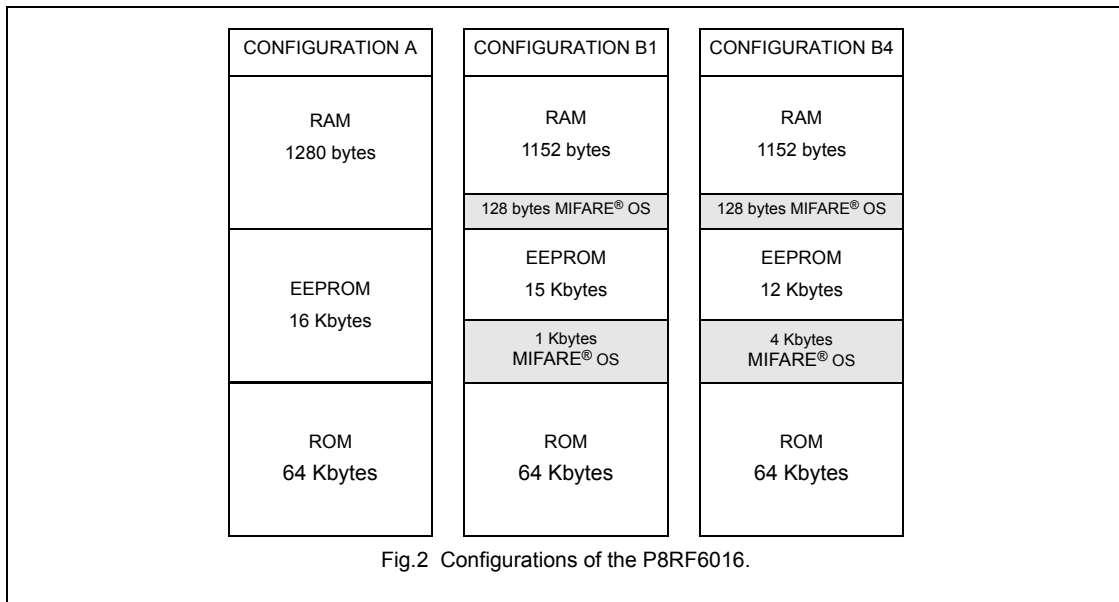 CONFIGURATION A
RAM
1280 bytes
EEPROM
16 Kbytes
ROM
64 Kbytes
CONFIGURATION B1
RAM
1152 bytes
128 bytes MIFARE® OS
EEPROM
15 Kbytes
1 Kbytes
MIFARE® OS
ROM
64 Kbytes
CONFIGURATION B4
RAM
1152 bytes
128 bytes MIFARE® OS
EEPROM
12 Kbytes
4 Kbytes
MIFARE® OS
ROM
64 Kbytes
Fig.2 Configurations of the P8RF6016.